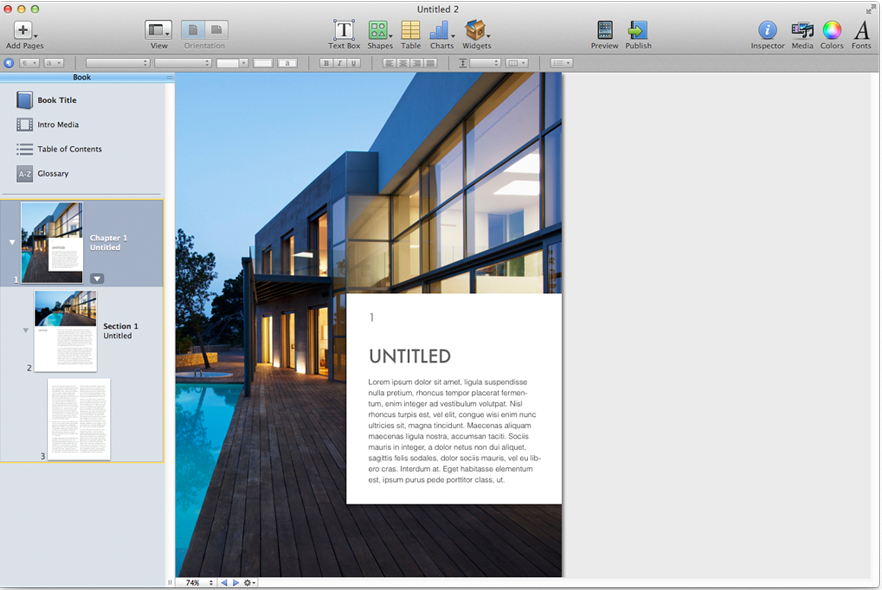 Untitled 2
Add Pages
View
Orientation
Text Box
Shapes
Table
Charts
Widgets
Preview
Publish
Inspector
Media
Colors
Fonts
a
a
B I U
Book
Book Title
Intro Media
Table of Contents
A-Z Glossary
Chapter 1
Untitled
1
Section 1
Untitled
2
3
1
UNTITLED
Lorem ipsum dolor sit amet, ligula suspendisse
nulla pretium, rhoncus tempor placerat fermen-
tum, enim integer ad vestibulum volutpat. Nisl
rhoncus turpis est, vel elit, congue wisi enim nunc
ultricies sit, magna tincidunt. Maecenas aliquam
maecenas ligula nostra, accumsan taciti. Sociis
mauris in integer, a dolor netus non dui aliquet,
sagittis felis sodales, dolor sociis mauris, vel eu lib-
ero cras. Interdum at. Eget habitasse elementum
est, ipsum purus pede porttitor class, ut.
74%